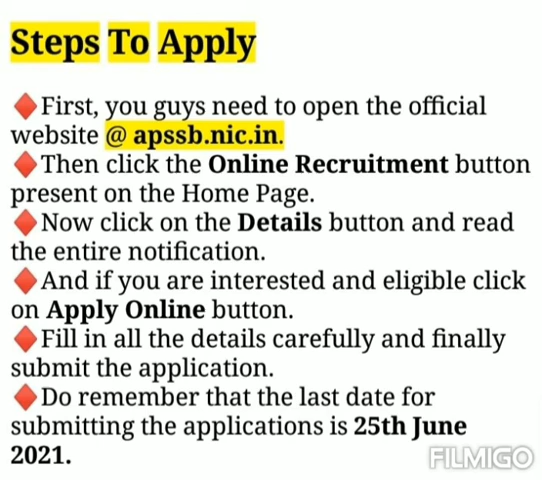 Steps To Apply
♦First, you guys need to open the official
website @ apssb.nic.in.
♦Then click the Online Recruitment button
present on the Home Page.
♦Now click on the Details button and read
the entire notification.
♦And if you are interested and eligible click
on Apply Online button.
♦Fill in all the details carefully and finally
submit the application.
♦Do remember that the last date for
submitting the applications is 25th June
2021.
FILMIGO